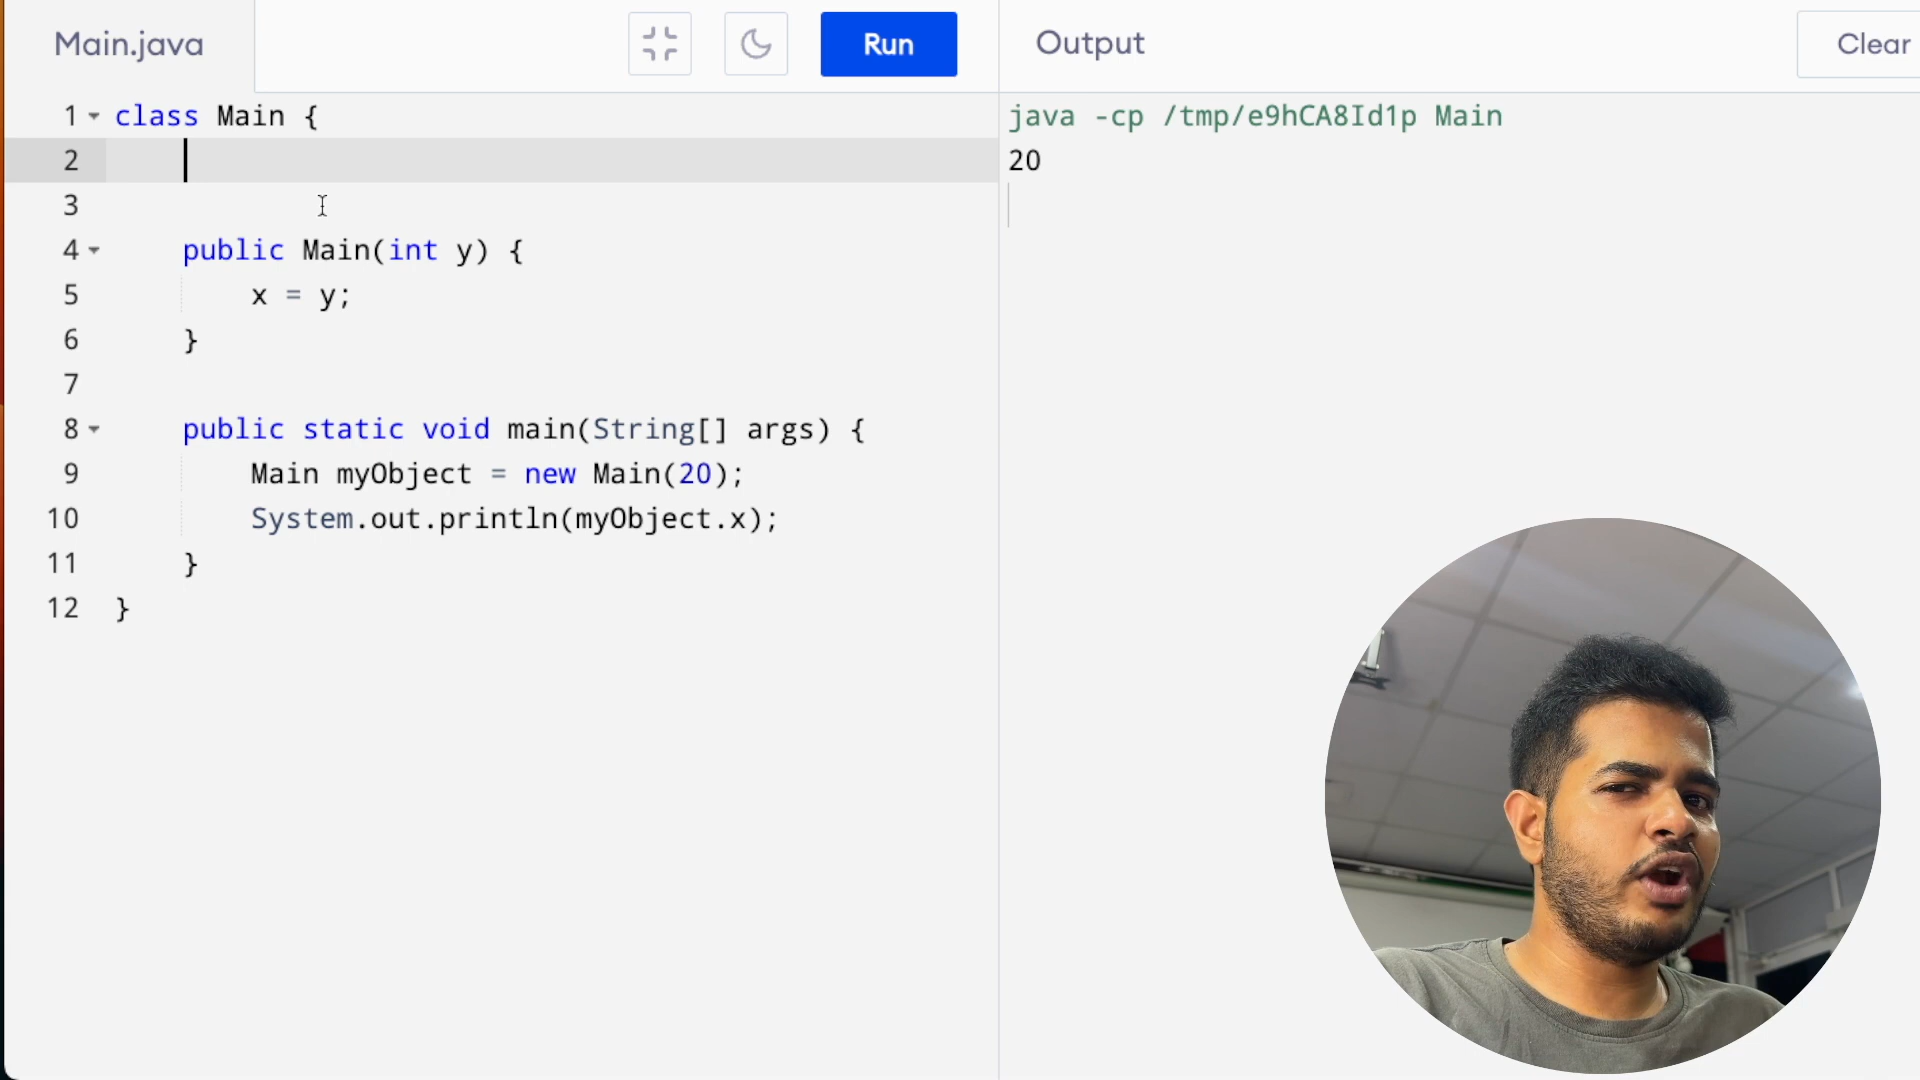 Main.java
Run
Output
Clear
1 class Main {
2
3
4 public Main(int y) {
5 x = y;
6 }
7
8 public static void main(String[] args) {
9 Main myObject = new Main(20);
10 System.out.println(myObject.x);
11 }
12 }
java -cp /tmp/e9hCA8Id1p Main
20